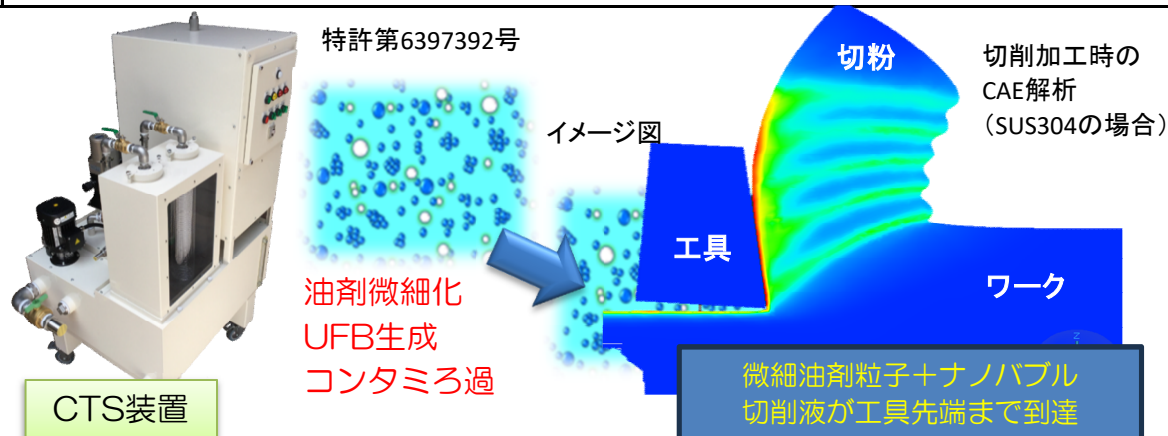 特許第6397392号
イメージ図
油剤微細化
UFB生成
コンタミろ過
CTS装置
切粉
工具
ワーク
切削加工時の
CAE解析
（SUS304の場合）
微細油剤粒子＋ナノバブル
切削液が工具先端まで到達